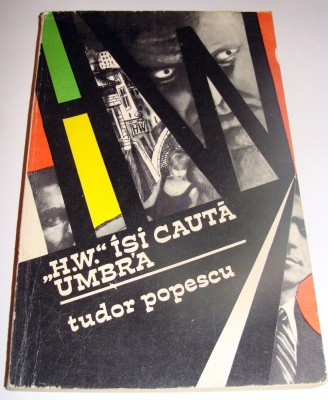 H.W.
„H.W.“ ÎȘI CAUTĂ
UMBRA
tudor popescu